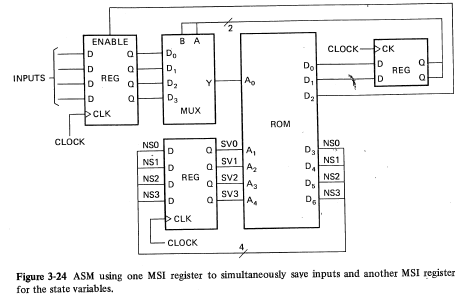 2
ENABLE
D Q
D Q
REG
D Q
D Q
CLK
INPUTS
CLOCK
B A
D0
D1
D2
D3
Y
MUX
CLOCK
CK
D Q
D Q
REG
A0
D0
D1
D2
ROM
A1
A2
A3
A4
D3
D4
D5
D6
NS0
NS1
NS2
NS3
D Q
D Q
REG
D Q
D Q
CLK
SV0
SV1
SV2
SV3
NS0
NS1
NS2
NS3
CLOCK
4
Figure 3-24 ASM using one MSI register to simultaneously save inputs and another MSI register
for the state variables.